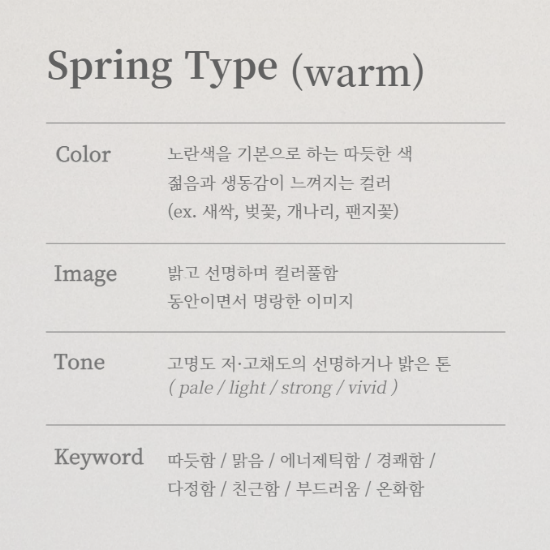 Spring Type (warm)
Color
노란색을 기본으로 하는 따듯한 색
젊음과 생동감이 느껴지는 컬러
(ex. 새싹, 벚꽃, 개나리, 팬지꽃)
Image
밝고 선명하며 컬러풀함
동안이면서 명랑한 이미지
Tone
고명도 저·고채도의 선명하거나 밝은 톤
( pale / light / strong / vivid )
Keyword
따듯함 / 맑음 / 에너제틱함 / 경쾌함 /
다정함 / 친근함 / 부드러움 / 온화함